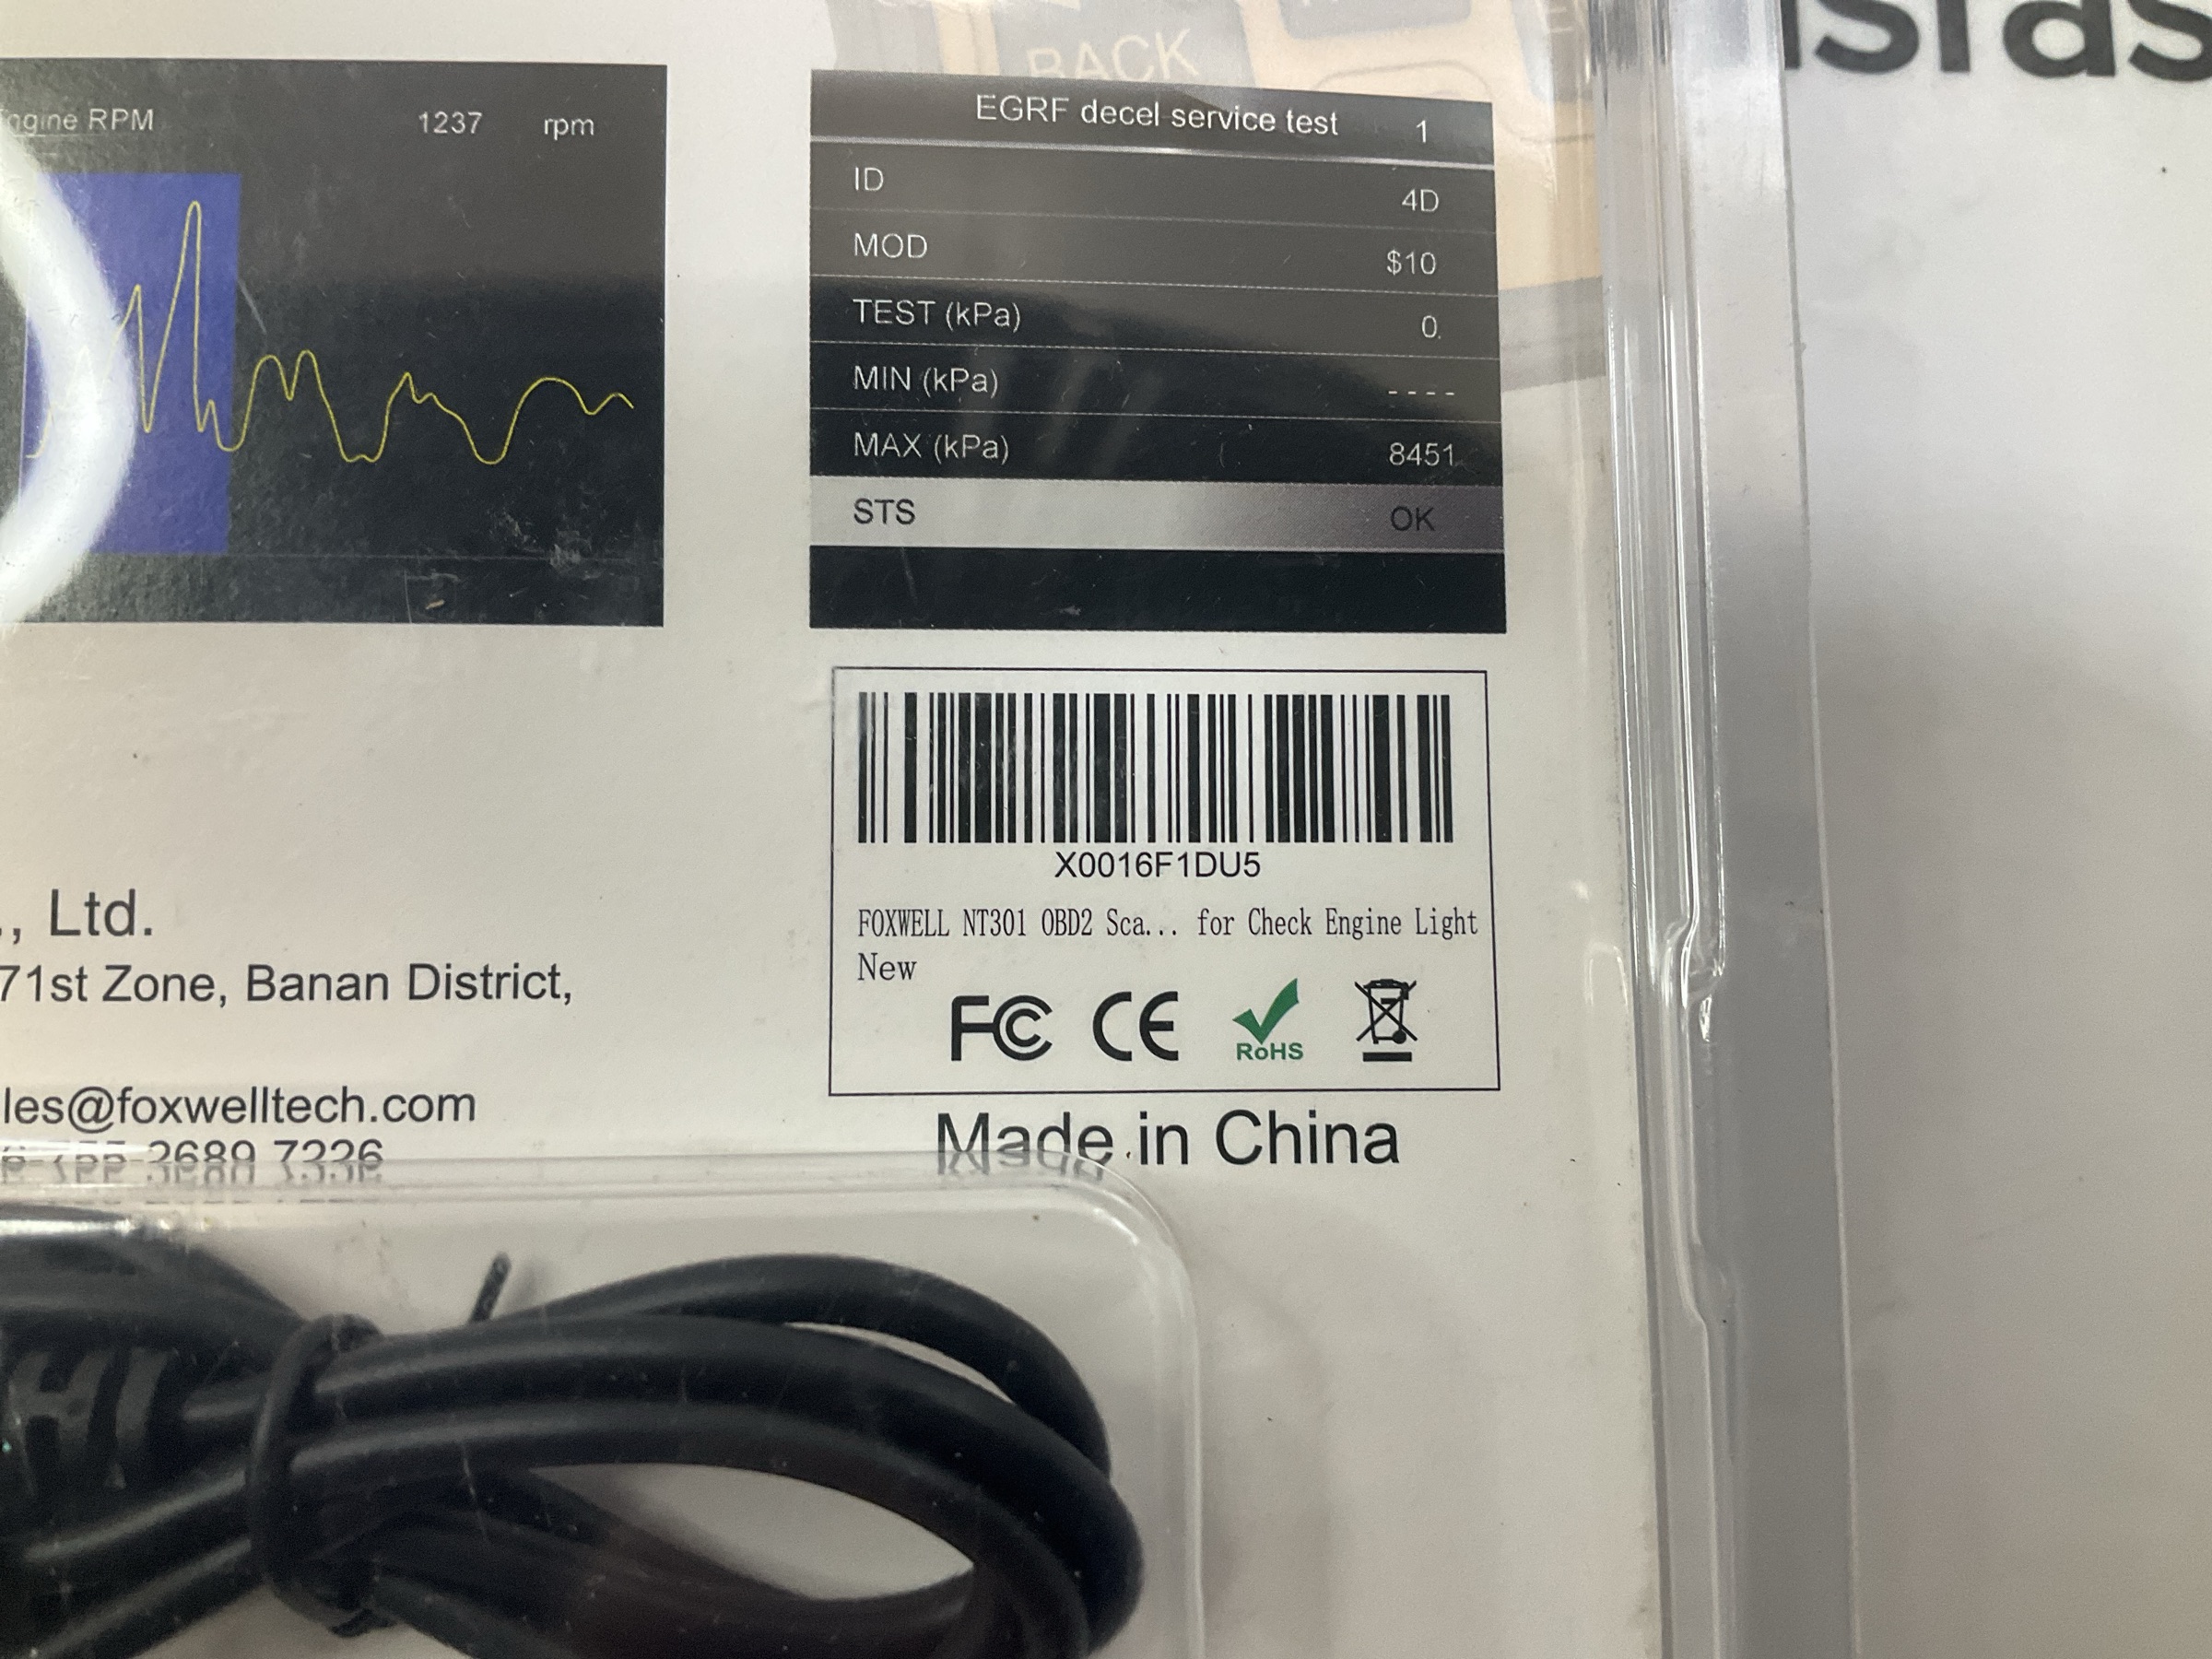 BACK
Engine RPM 1237 rpm
EGRF decel service test 1
ID 4D
MOD $10
TEST (kPa) 0.
MIN (kPa) ----
MAX (kPa) 8451
STS OK
X0016F1DU5
FOXWELL NT301 OBD2 Sca... for Check Engine Light
New
FC CE RoHS
., Ltd.
71st Zone, Banan District,
les@foxwelltech.com
2689 7226
Made in China